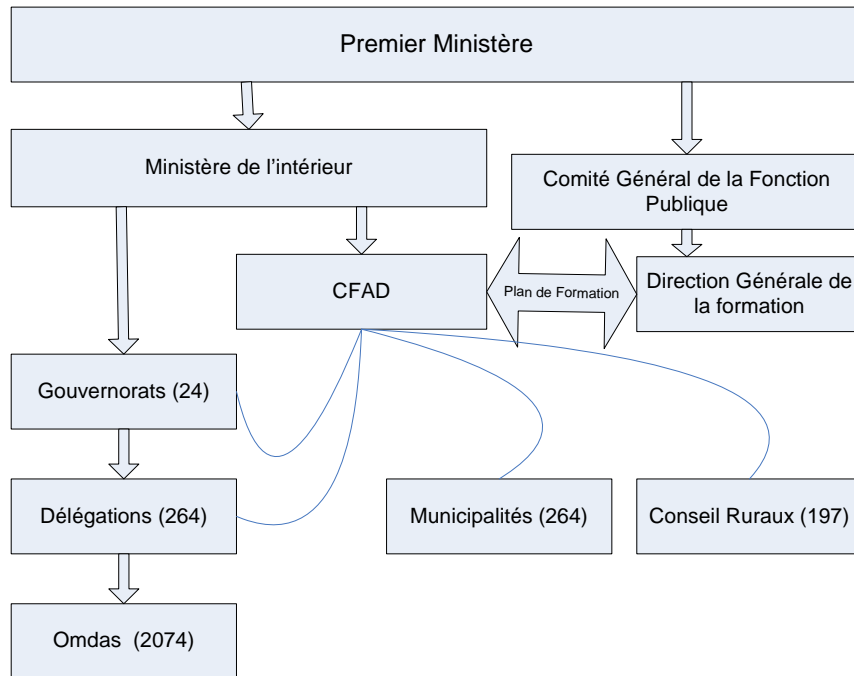 Premier Ministère
Ministère de l'intérieur
Comité Général de la Fonction
Publique
CFAD
Plan de Formation
Direction Générale de
la formation
Gouvernorats (24)
Délégations (264)
Municipalités (264)
Conseil Ruraux (197)
Omdas (2074)